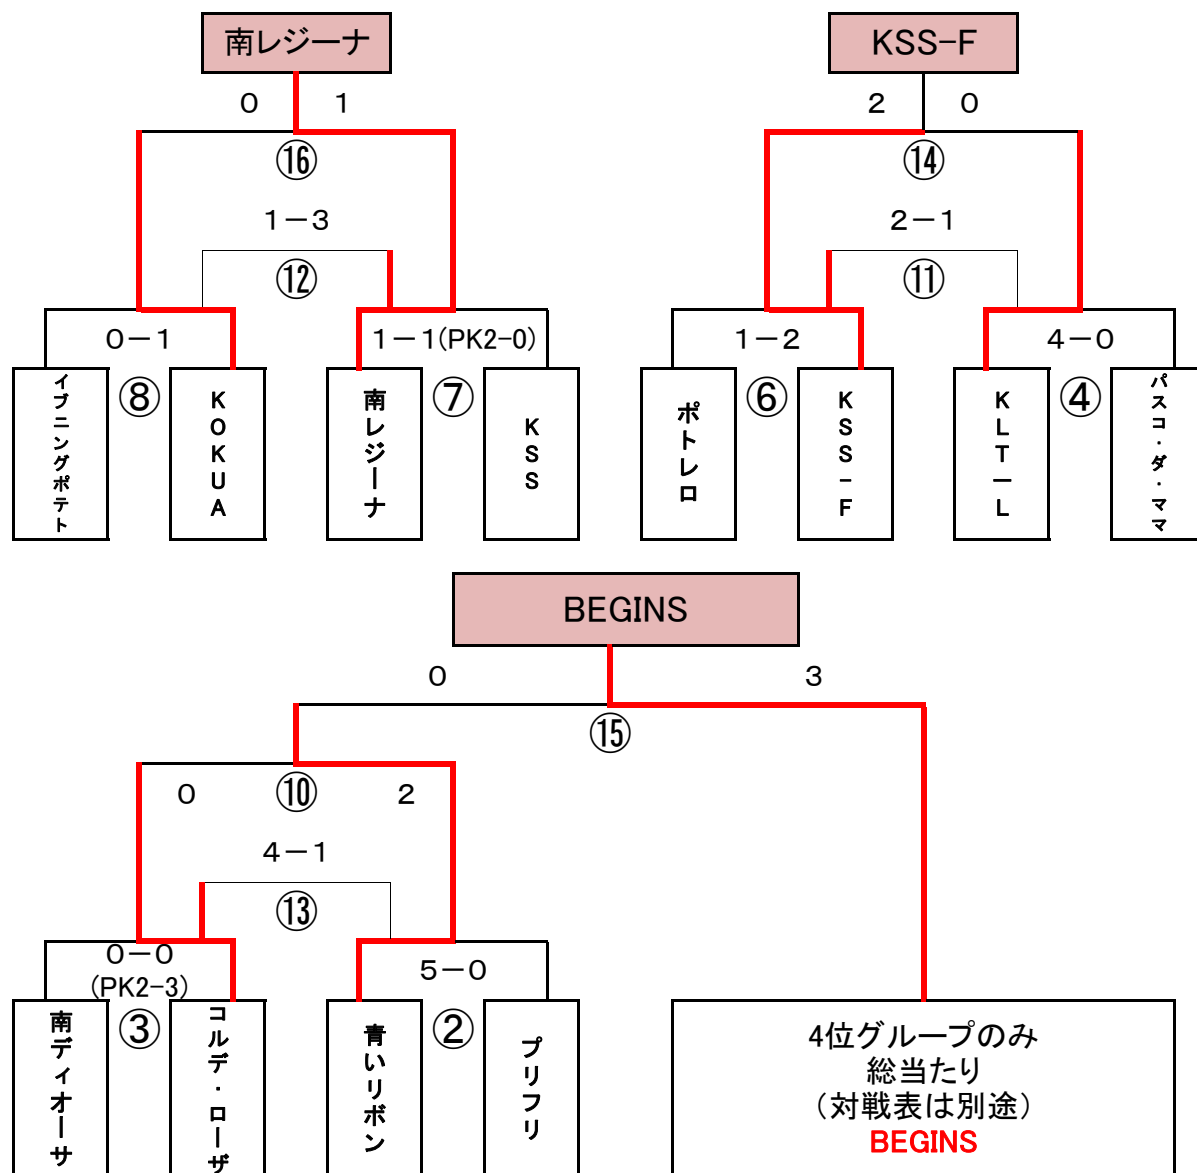 南レジーナ
KSS-F
0 1
2 0
⑯
⑭
1-3
2-1
⑫
⑪
0-1
1-1(PK2-0)
1-2
4-0
イブニングポテト
⑧
KOKUA
南レジーナ
⑦
KSS
ポトレロ
⑥
KSS-F
KLT-L
④
パスコ・ダ・ママ
BEGINS
0 3
⑮
0 ⑩ 2
4-1
⑬
0-0
(PK2-3)
5-0
南ディオーサ
③
コルデ・ローザ
青いリボン
②
プリフリ
4位グループのみ
総当たり
(対戦表は別途)
BEGINS